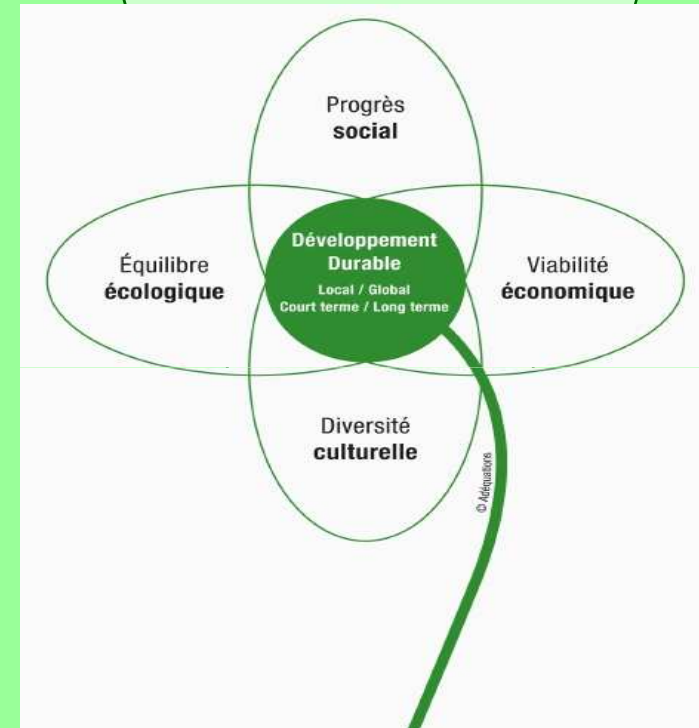 Progrès
social
Équilibre
écologique
Développement
Durable
Local / Global
Court terme / Long terme
Viabilité
économique
Diversité
culturelle
© Adéquations